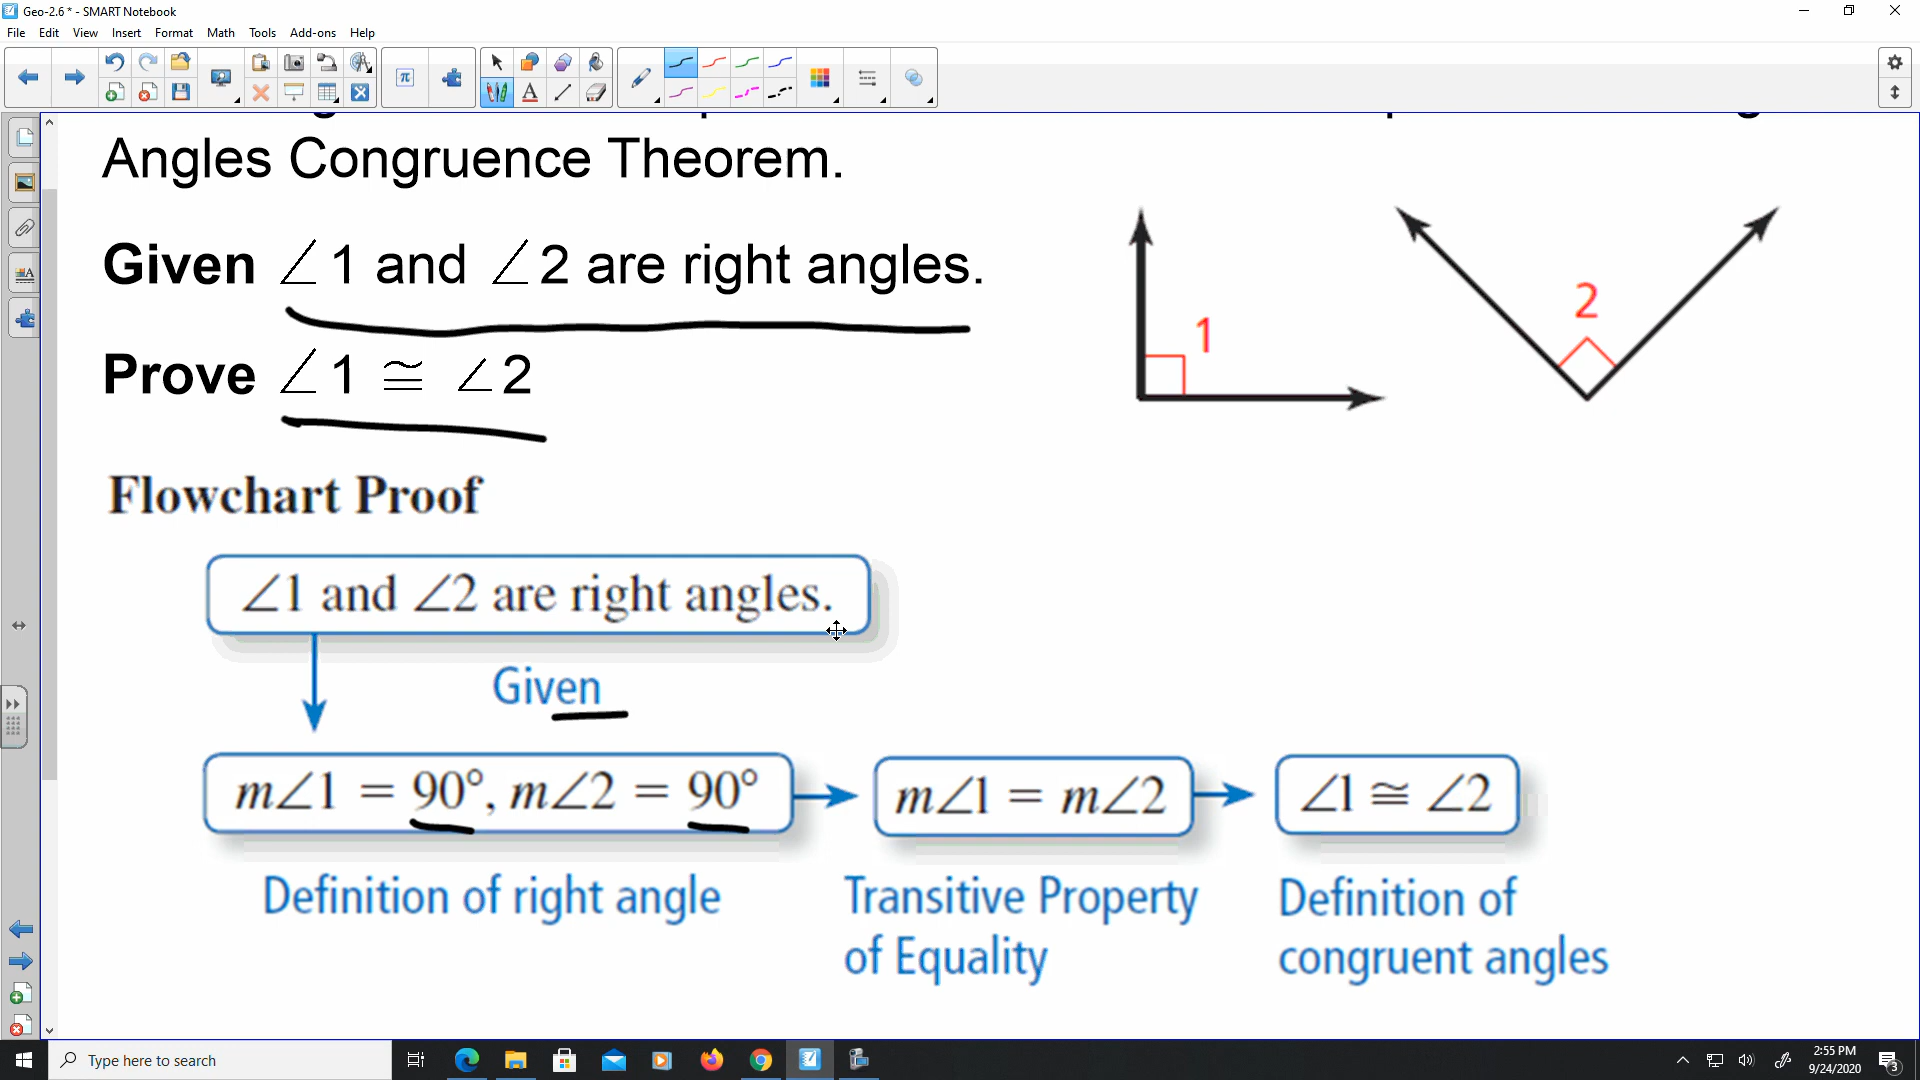 Geo-2.6 * - SMART Notebook
File Edit View Insert Format Math Tools Add-ons Help
Angles Congruence Theorem.
Given ∠1 and ∠2 are right angles.
Prove ∠1 ≅ ∠2
1
2
Flowchart Proof
∠1 and ∠2 are right angles.
Given
m∠1 = 90°, m∠2 = 90°
m∠1 = m∠2
∠1 ≅ ∠2
Definition of right angle
Transitive Property
of Equality
Definition of
congruent angles
Type here to search
2:55 PM
9/24/2020
3